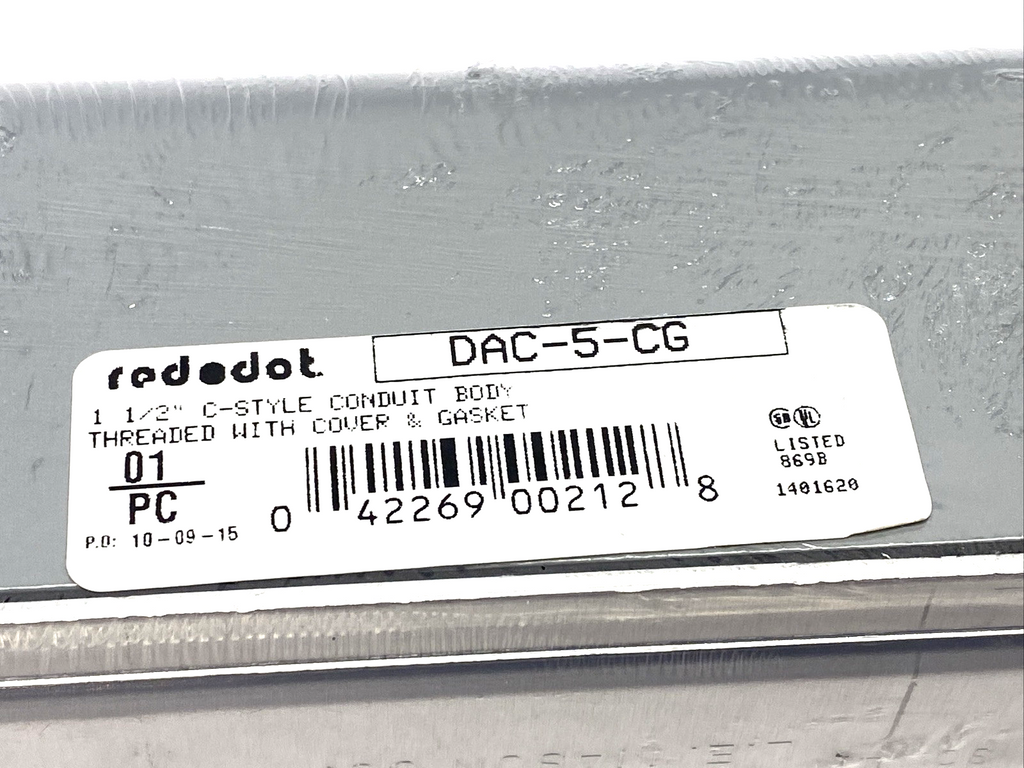 red dot.
DAC-5-CG
1 1/2" C-STYLE CONDUIT BODY
THREADED WITH COVER & GASKET
01
PC
P.D: 10-09-15
0 42269 00212 8
LISTED
869B
1401620